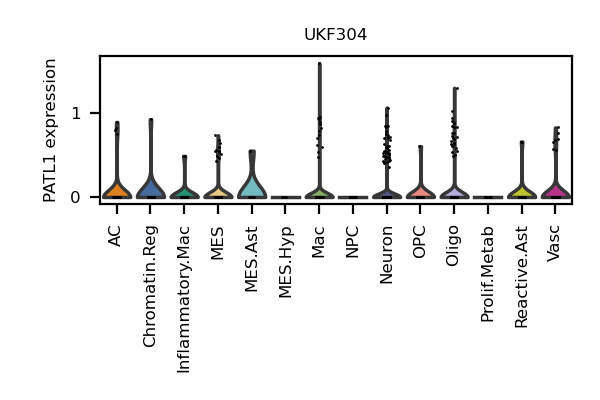 UKF304
PATL1 expression
1
0
AC
Chromatin.Reg
Inflammatory.Mac
MES
MES.Ast
MES.Hyp
Mac
NPC
Neuron
OPC
Oligo
Prolif.Metab
Reactive.Ast
Vasc